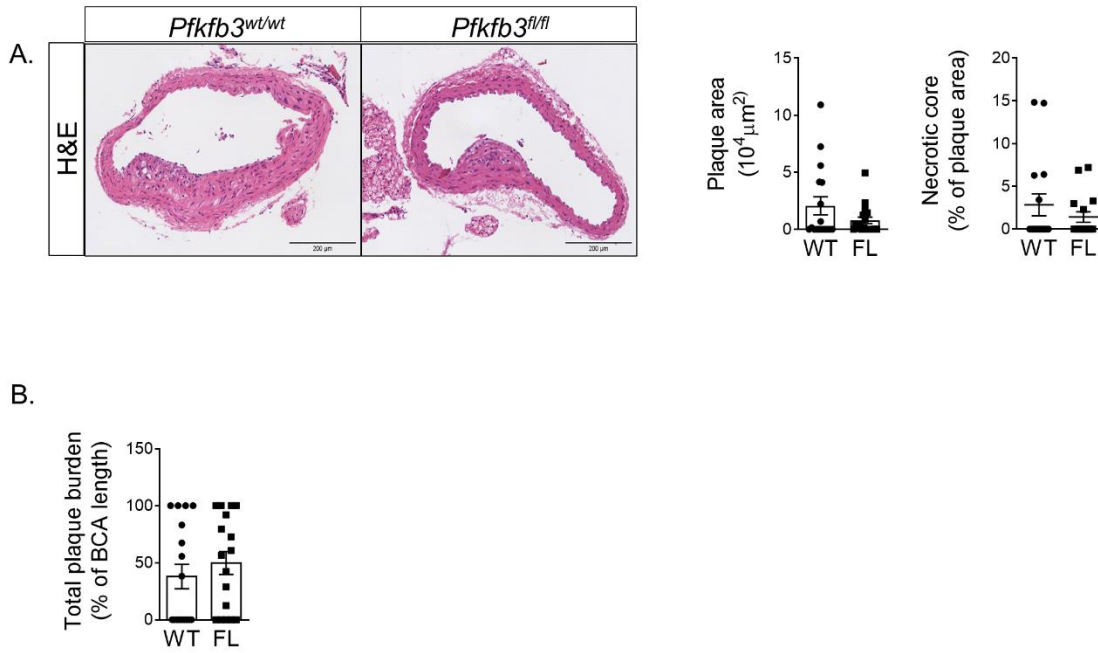 A.
Pfkfb3wt/wt
Pfkfb3fl/fl
H&E
200 µm
200 µm
Plaque area
(10⁴µm²)
15
10
5
0
WT FL
Necrotic core
(% of plaque area)
20
15
10
5
0
WT FL
B.
Total plaque burden
(% of BCA length)
150
100
50
0
WT FL